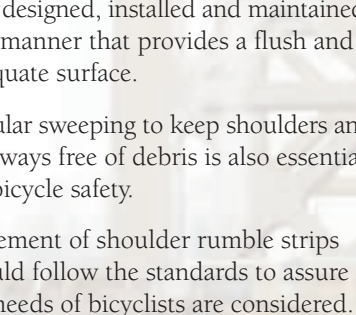 designed, installed and maintained
manner that provides a flush and
quate surface.
ular sweeping to keep shoulders an
ways free of debris is also essentia
bicycle safety.
ement of shoulder rumble strips
uld follow the standards to assure
needs of bicyclists are considered.